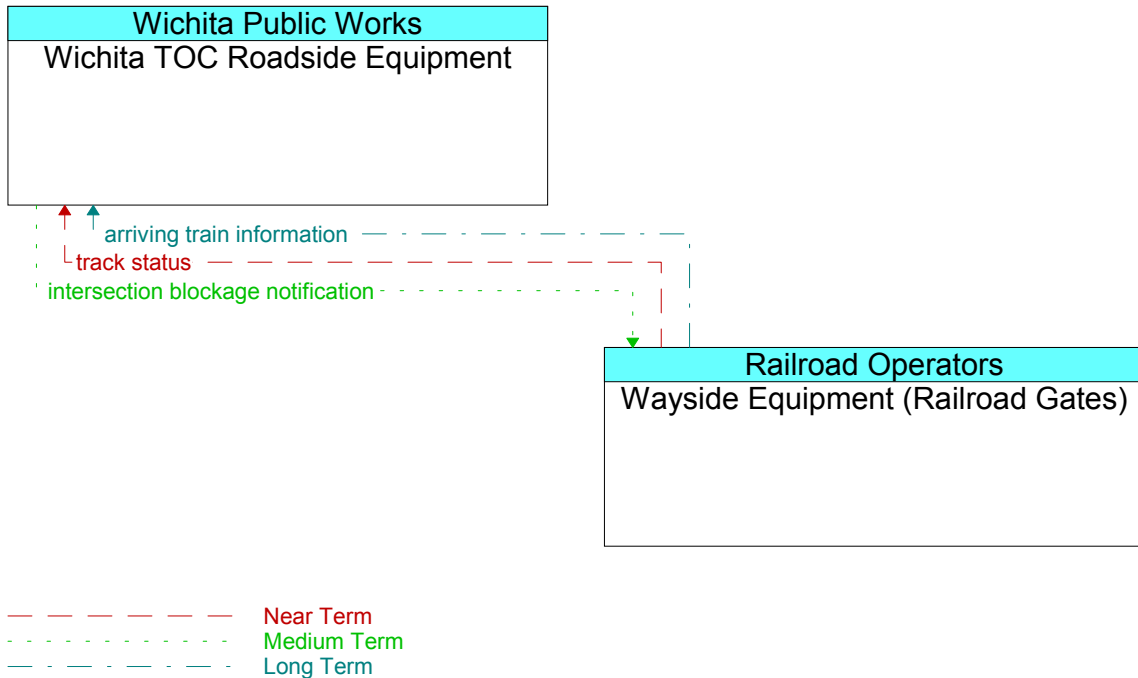 Wichita Public Works
Wichita TOC Roadside Equipment
arriving train information
track status
intersection blockage notification
Railroad Operators
Wayside Equipment (Railroad Gates)
Near Term
Medium Term
Long Term